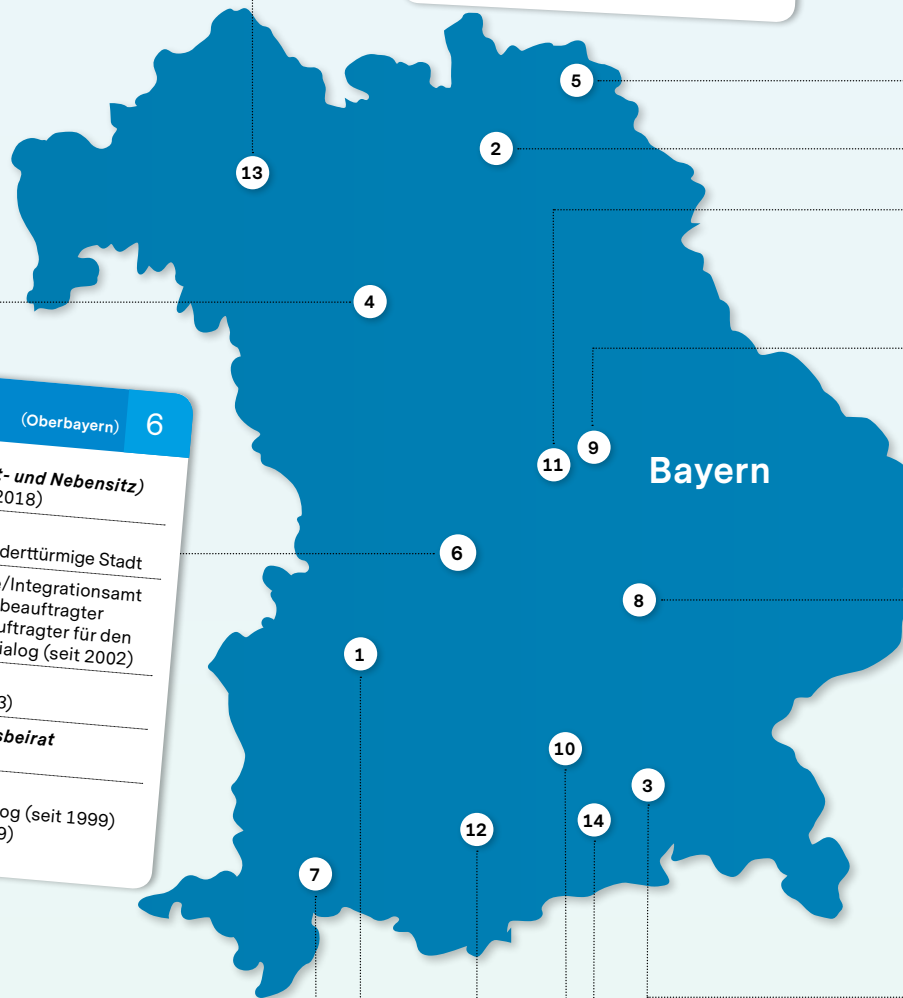 5
2
13
4
(Oberbayern) 6
t- und Nebensitz)
2018)
derttürmige Stadt
e/Integrationsamt
beauftragter
uftragter für den
ialog (seit 2002)
3)
sbeirat
og (seit 1999)
9)
9
11
Bayern
6
8
1
10
3
14
12
7